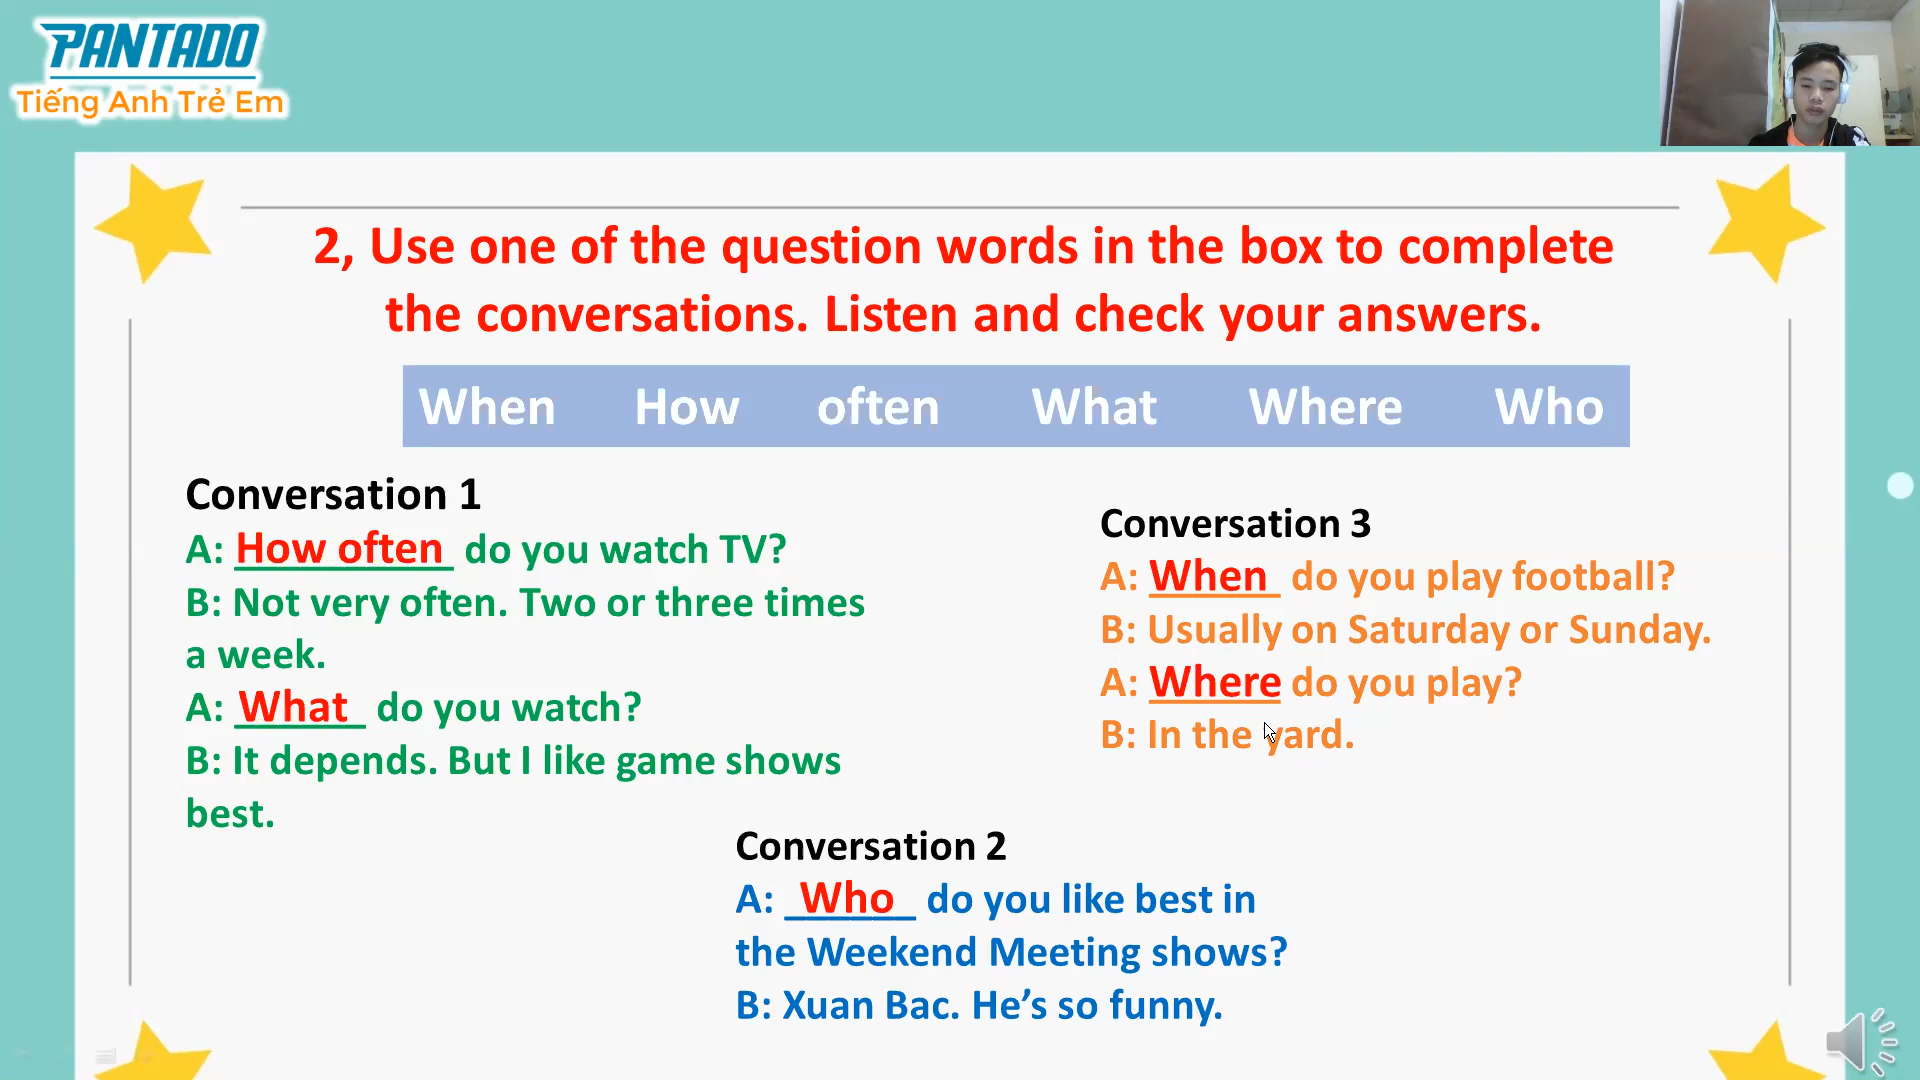 PANTADO
Tiếng Anh Trẻ Em
2, Use one of the question words in the box to complete
the conversations. Listen and check your answers.
When How often What Where Who
Conversation 1
A: How often do you watch TV?
B: Not very often. Two or three times
a week.
A: What do you watch?
B: It depends. But I like game shows
best.
Conversation 3
A: When do you play football?
B: Usually on Saturday or Sunday.
A: Where do you play?
B: In the yard.
Conversation 2
A: Who do you like best in
the Weekend Meeting shows?
B: Xuan Bac. He’s so funny.